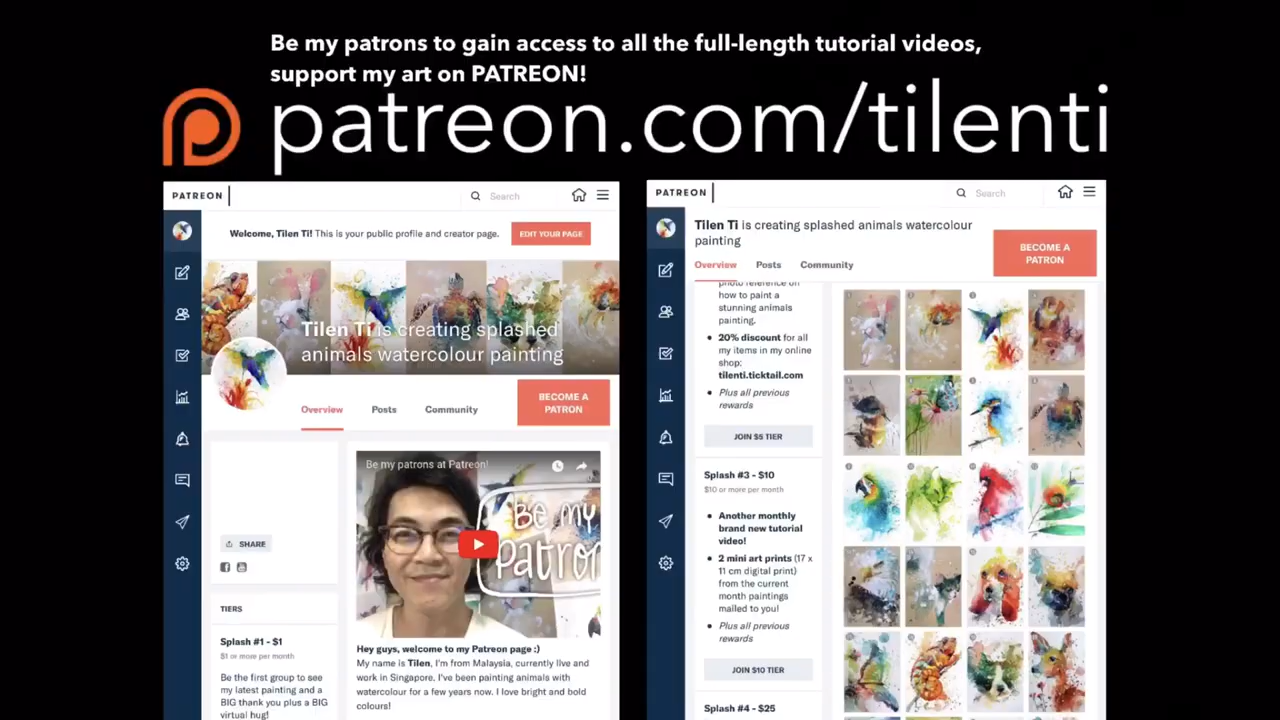 Be my patrons to gain access to all the full-length tutorial videos,
support my art on PATREON!
patreon.com/tilenti
PATREON
Search
Welcome, Tilen Ti! This is your public profile and creator page.
EDIT YOUR PAGE
Tilen Ti is creating splashed
animals watercolour painting
Overview
Posts
Community
BECOME A
PATRON
SHARE
TIERS
Splash #1 - $1
$1 or more per month
Be the first group to see
my latest painting and a
BIG thank you plus a BIG
virtual hug!
Be my patrons at Patreon!
Be my
patron
Hey guys, welcome to my Patreon page :)
My name is Tilen, I'm from Malaysia, currently live and
work in Singapore. I've been painting animals with
watercolour for a few years now. I love bright and bold
colours!
PATREON
Search
Tilen Ti is creating splashed animals watercolour
painting
BECOME A
PATRON
Overview
Posts
Community
photo reference on
how to paint a
stunning animals
painting.
20% discount for all
my items in my online
shop:
tilenti.ticktail.com
Plus all previous
rewards
JOIN $5 TIER
Splash #3 - $10
$10 or more per month
Another monthly
brand new tutorial
video!
2 mini art prints (17 x
11 cm digital print)
from the current
month paintings
mailed to you!
Plus all previous
rewards
JOIN $10 TIER
Splash #4 - $25